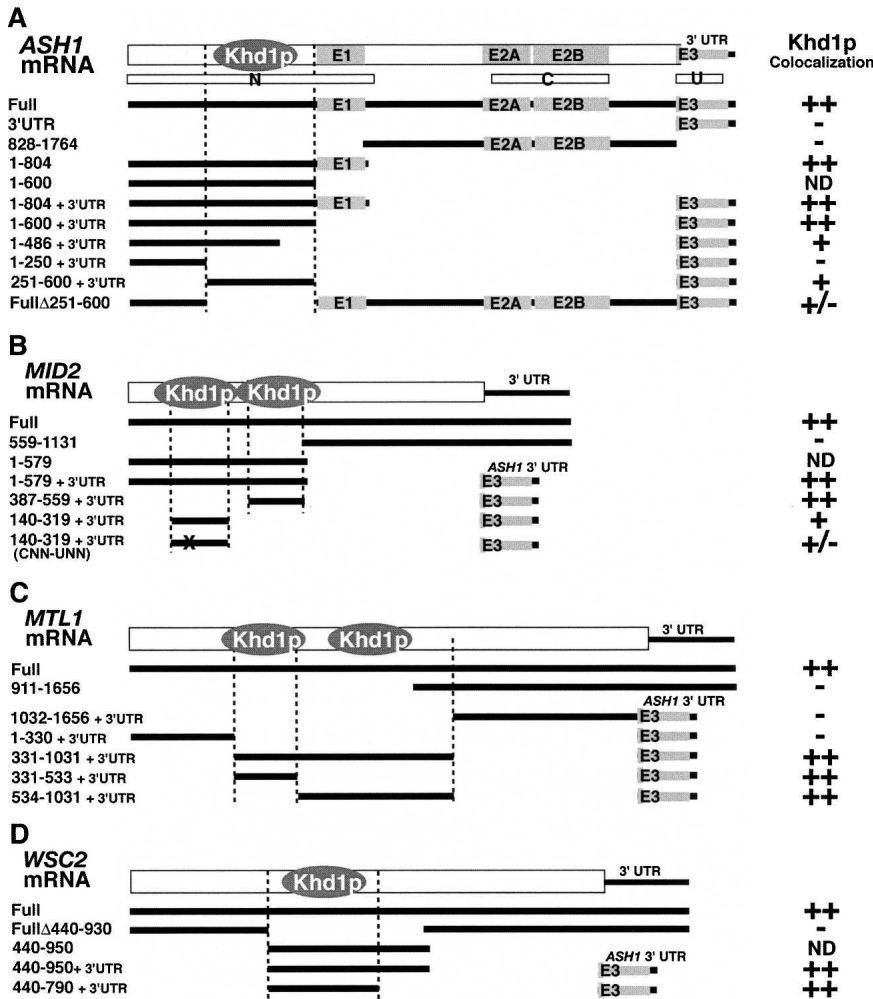 A
ASH1
mRNA
Khd1p
E1
E2A
E2B
3' UTR
E3
Khd1p
Colocalization
N
C
U
Full
E1
E2A
E2B
E3
++
3'UTR
E3
-
828-1764
E2A
E2B
-
1-804
E1
++
1-600
ND
1-804 + 3'UTR
E1
E3
++
1-600 + 3'UTR
E3
++
1-486 + 3'UTR
E3
+
1-250 + 3'UTR
E3
-
251-600 + 3'UTR
E3
+
FullΔ251-600
E1
E2A
E2B
E3
+/-
B
MID2
mRNA
Khd1p
Khd1p
3' UTR
Full
++
559-1131
-
1-579
ND
ASH1 3' UTR
1-579 + 3'UTR
E3
++
387-559 + 3'UTR
E3
++
140-319 + 3'UTR
E3
+
140-319 + 3'UTR
X
E3
+/-
(CNN-UNN)
C
MTL1
mRNA
Khd1p
Khd1p
3' UTR
Full
++
911-1656
-
ASH1 3' UTR
1032-1656 + 3'UTR
E3
-
1-330 + 3'UTR
E3
-
331-1031 + 3'UTR
E3
++
331-533 + 3'UTR
E3
++
534-1031 + 3'UTR
E3
++
D
WSC2
mRNA
Khd1p
3' UTR
Full
++
FullΔ440-930
-
440-950
ND
ASH1 3' UTR
440-950+ 3'UTR
E3
++
440-790 + 3'UTR
E3
++